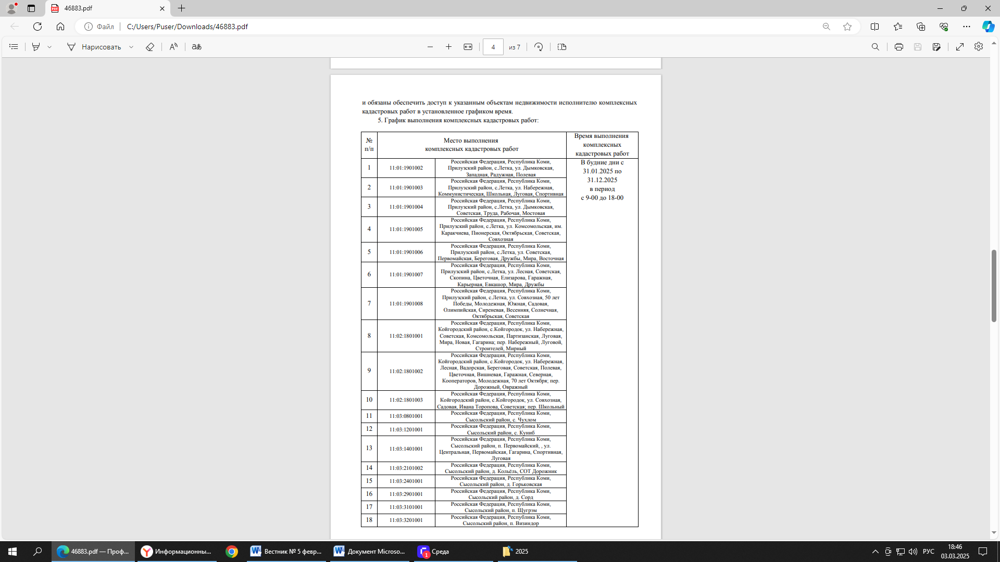 46883.pdf
Файл
C:/Users/Puser/Downloads/46883.pdf
Нарисовать
4
из 7
и обязаны обеспечить доступ к указанным объектам недвижимости исполнителю комплексных
кадастровых работ в установленное графиком время.
5. График выполнения комплексных кадастровых работ:
№
п/п
Место выполнения
комплексных кадастровых работ
Время выполнения
комплексных
кадастровых работ
В будние дни с
31.01.2025 по
31.12.2025
в период
с 9-00 до 18-00
1
11:01:1901002
Российская Федерация, Республика Коми,
Прилузский район, с.Летка, ул. Дымковская,
Западная, Радужная, Полевая
2
11:01:1901003
Российская Федерация, Республика Коми,
Прилузский район, с.Летка, ул. Набережная,
Коммунистическая, Школьная, Луговая, Спортивная
3
11:01:1901004
Российская Федерация, Республика Коми,
Прилузский район, с.Летка, ул. Дымковская,
Советская, Труда, Рабочая, Мостовая
4
11:01:1901005
Российская Федерация, Республика Коми,
Прилузский район, с.Летка, ул. Комсомольская, им.
Каракчиева, Пионерская, Октябрьская, Советская,
Совхозная
5
11:01:1901006
Российская Федерация, Республика Коми,
Прилузский район, с.Летка, ул. Советская,
Первомайская, Береговая, Дружбы, Мира, Восточная
6
11:01:1901007
Российская Федерация, Республика Коми,
Прилузский район, с.Летка, ул. Лесная, Советская,
Скопина, Цветочная, Елизарова, Гаражная,
Карьерная, Евкашор, Мира, Дружбы
7
11:01:1901008
Российская Федерация, Республика Коми,
Прилузский район, с.Летка, ул. Совхозная, 50 лет
Победы, Молодежная, Южная, Садовая,
Олимпийская, Сиреневая, Весенняя, Солнечная,
Октябрьская, Советская
8
11:02:1801001
Российская Федерация, Республика Коми,
Койгородский район, с.Койгородок, ул. Набережная,
Советская, Комсомольская, Партизанская, Луговая,
Мира, Новая, Гагарина; пер. Набережный, Луговой,
Строителей, Мирный
9
11:02:1801002
Российская Федерация, Республика Коми,
Койгородский район, с.Койгородок, ул. Набережная,
Лесная, Вадорская, Береговая, Советская, Полевая,
Цветочная, Вишневая, Гаражная, Северная,
Кооператоров, Молодежная, 70 лет Октября; пер.
Дорожный, Овражный
10
11:02:1801003
Российская Федерация, Республика Коми,
Койгородский район, с.Койгородок, ул. Совхозная,
Садовая, Ивана Торопова, Советская; пер. Школьный
11
11:03:0801001
Российская Федерация, Республика Коми,
Сысольский район, с. Чухлом
12
11:03:1201001
Российская Федерация, Республика Коми,
Сысольский район, с. Куниб
13
11:03:1401001
Российская Федерация, Республика Коми,
Сысольский район, п. Первомайский, , ул.
Центральная, Первомайская, Гагарина, Спортивная,
Луговая
14
11:03:2101002
Российская Федерация, Республика Коми,
Сысольский район, д. Кольёль, СОТ Дорожник
15
11:03:2401001
Российская Федерация, Республика Коми,
Сысольский район, д. Горьковская
16
11:03:2901001
Российская Федерация, Республика Коми,
Сысольский район, д. Сорд
17
11:03:3101001
Российская Федерация, Республика Коми,
Сысольский район, п. Щугрэм
18
11:03:3201001
Российская Федерация, Республика Коми,
Сысольский район, п. Визиндор
46883.pdf — Проф...
Информационны...
Вестник № 5 февр...
Документ Microso...
1
Среда
2025
РУС
18:46
03.03.2025